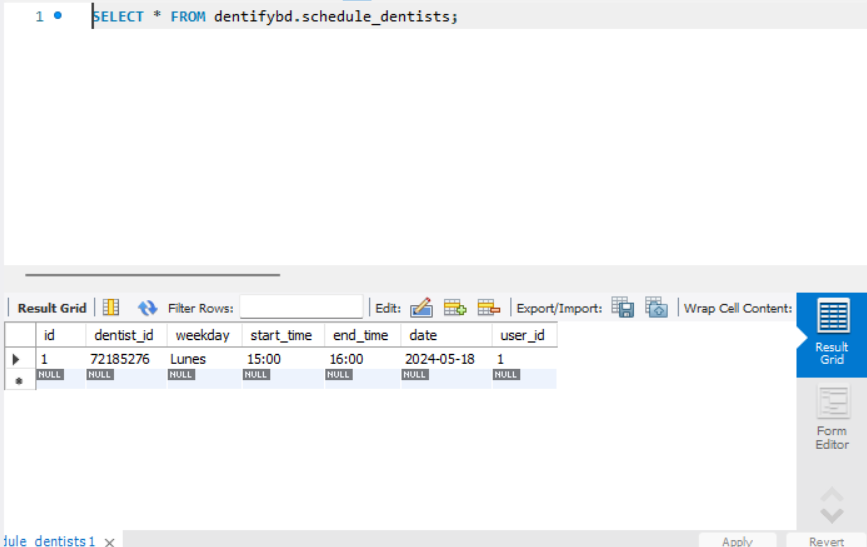 1 SELECT * FROM dentifybd.schedule_dentists;
Result Grid Filter Rows: Edit: Export/Import: Wrap Cell Content:
id dentist_id weekday start_time end_time date user_id
1 72185276 Lunes 15:00 16:00 2024-05-18 1
NULL NULL NULL NULL NULL NULL NULL
Result
Grid
Form
Editor
dule_dentists1 ×
Apply Revert